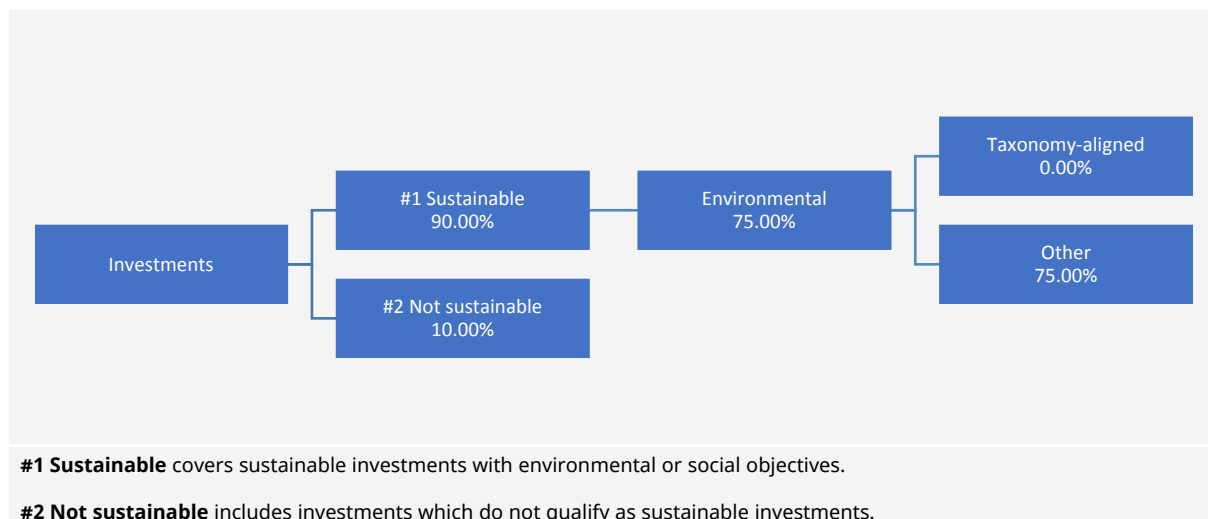 Taxonomy-aligned
0.00%
#1 Sustainable
90.00%
Environmental
75.00%
Investments
Other
75.00%
#2 Not sustainable
10.00%
#1 Sustainable covers sustainable investments with environmental or social objectives.
#2 Not sustainable includes investments which do not qualify as sustainable investments.